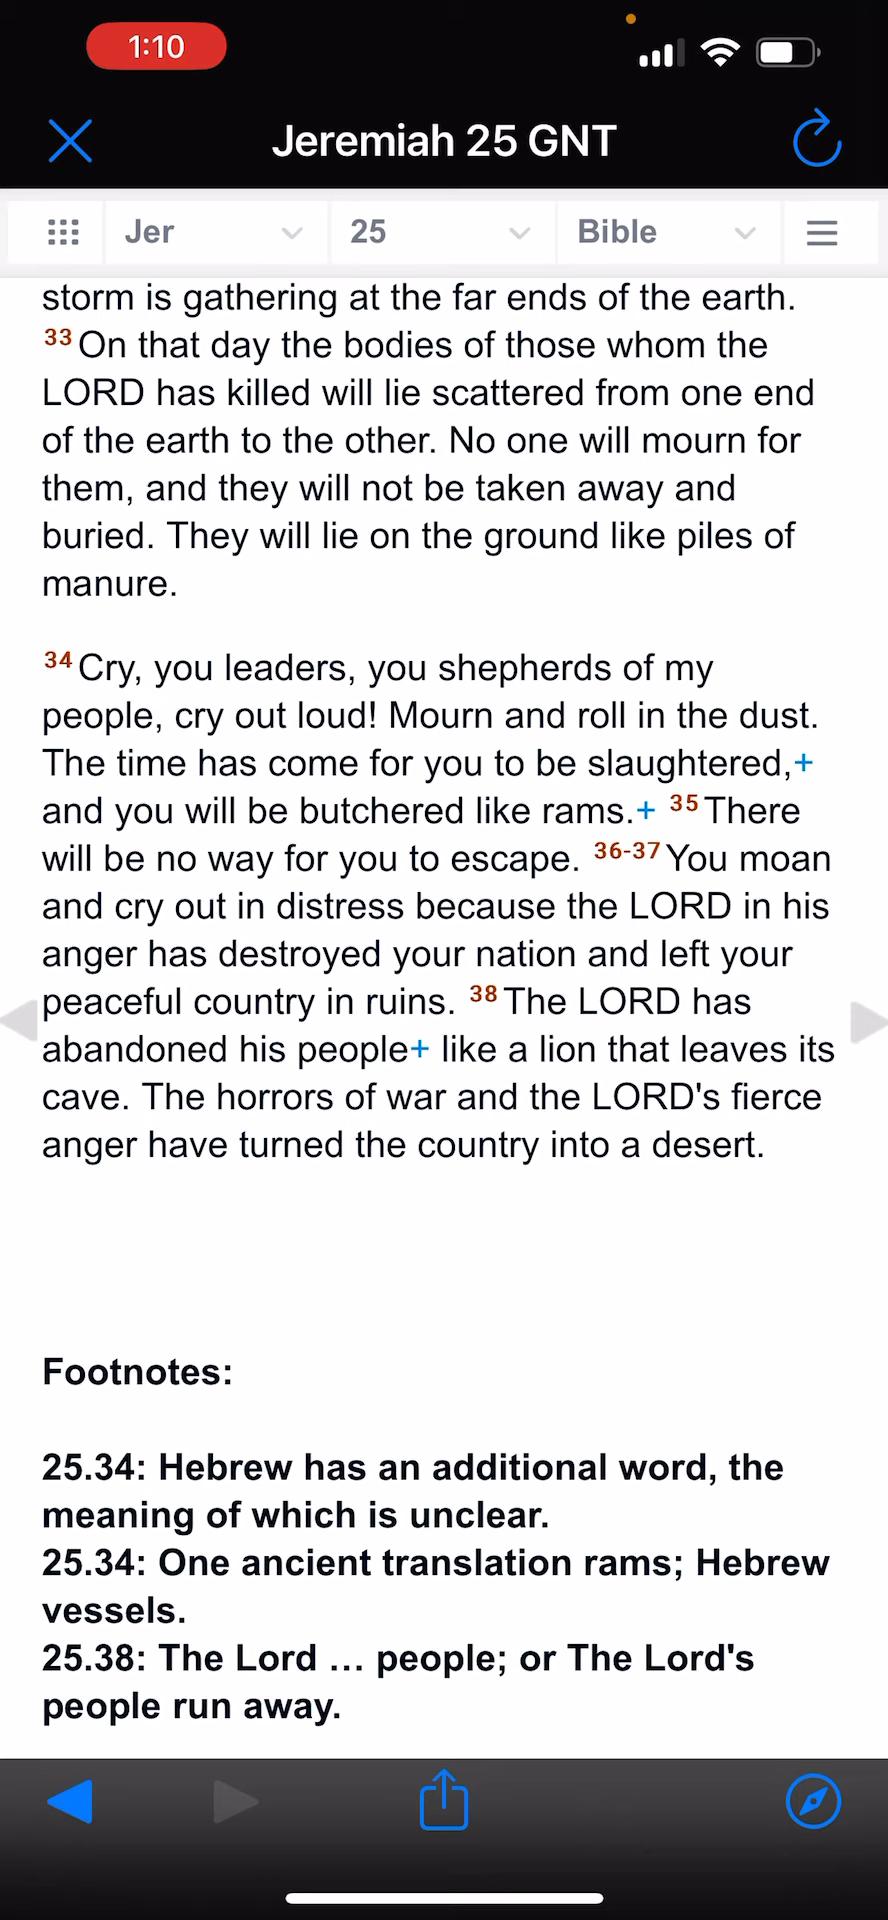 1:10
Jeremiah 25 GNT
Jer 25 Bible
storm is gathering at the far ends of the earth.
33 On that day the bodies of those whom the
LORD has killed will lie scattered from one end
of the earth to the other. No one will mourn for
them, and they will not be taken away and
buried. They will lie on the ground like piles of
manure.
34 Cry, you leaders, you shepherds of my
people, cry out loud! Mourn and roll in the dust.
The time has come for you to be slaughtered,+
and you will be butchered like rams.+ 35 There
will be no way for you to escape. 36-37 You moan
and cry out in distress because the LORD in his
anger has destroyed your nation and left your
peaceful country in ruins. 38 The LORD has
abandoned his people+ like a lion that leaves its
cave. The horrors of war and the LORD's fierce
anger have turned the country into a desert.
Footnotes:
25.34: Hebrew has an additional word, the
meaning of which is unclear.
25.34: One ancient translation rams; Hebrew
vessels.
25.38: The Lord ... people; or The Lord's
people run away.